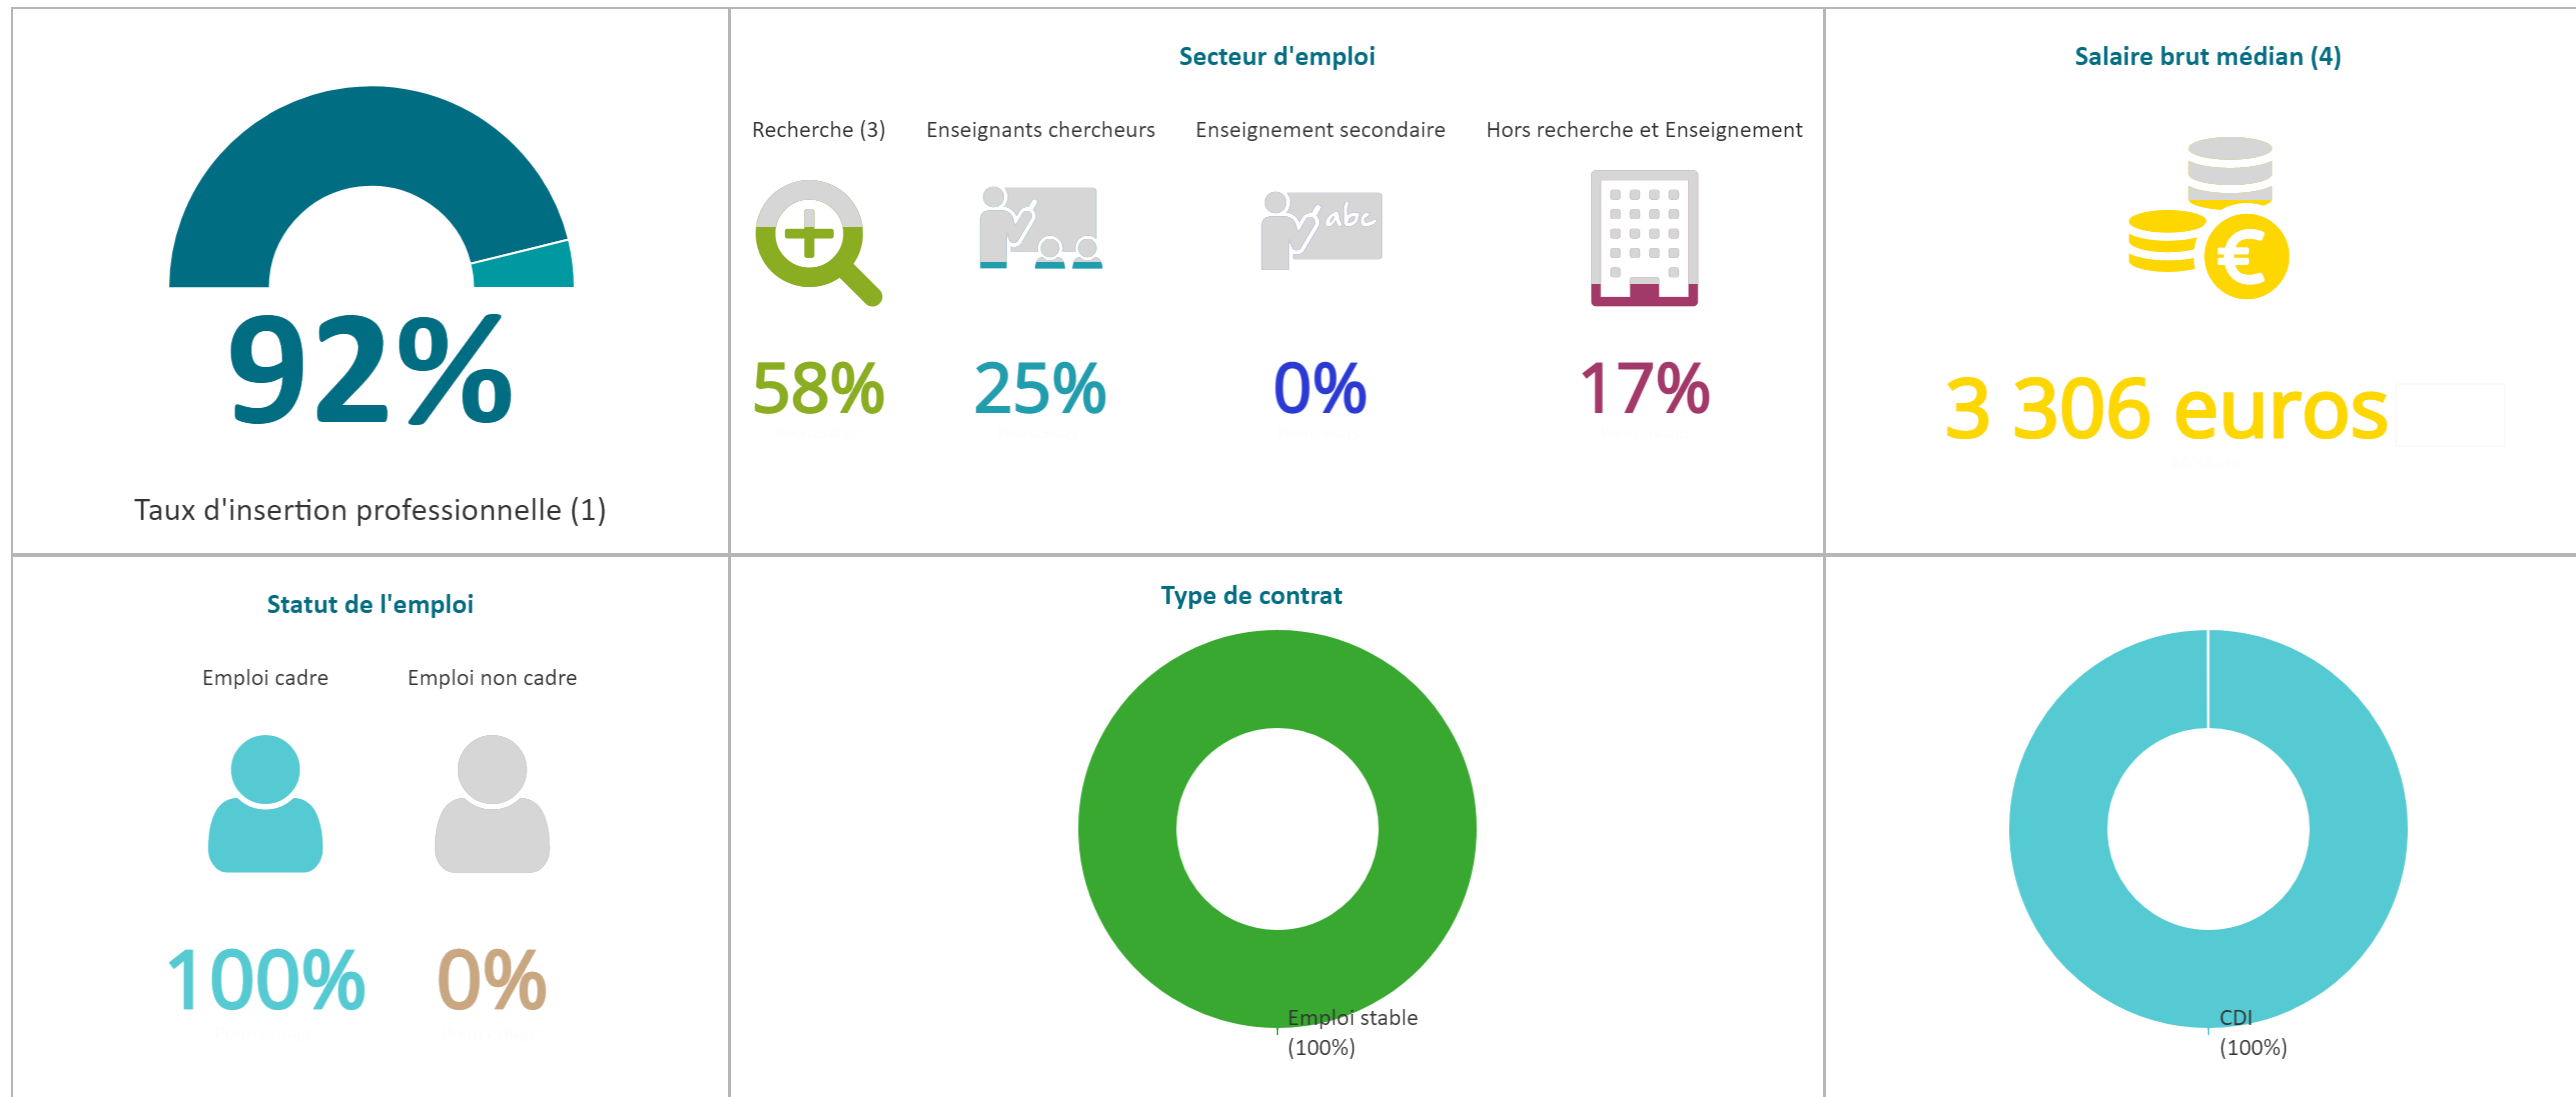 92%
Taux d'insertion professionnelle (1)
Secteur d'emploi
Recherche (3)
Enseignants chercheurs
Enseignement secondaire
Hors recherche et Enseignement
abc
58%
25%
0%
17%
Salaire brut médian (4)
€
3 306 euros
Statut de l'emploi
Emploi cadre
Emploi non cadre
100%
0%
Type de contrat
Emploi stable
(100%)
CDI
(100%)